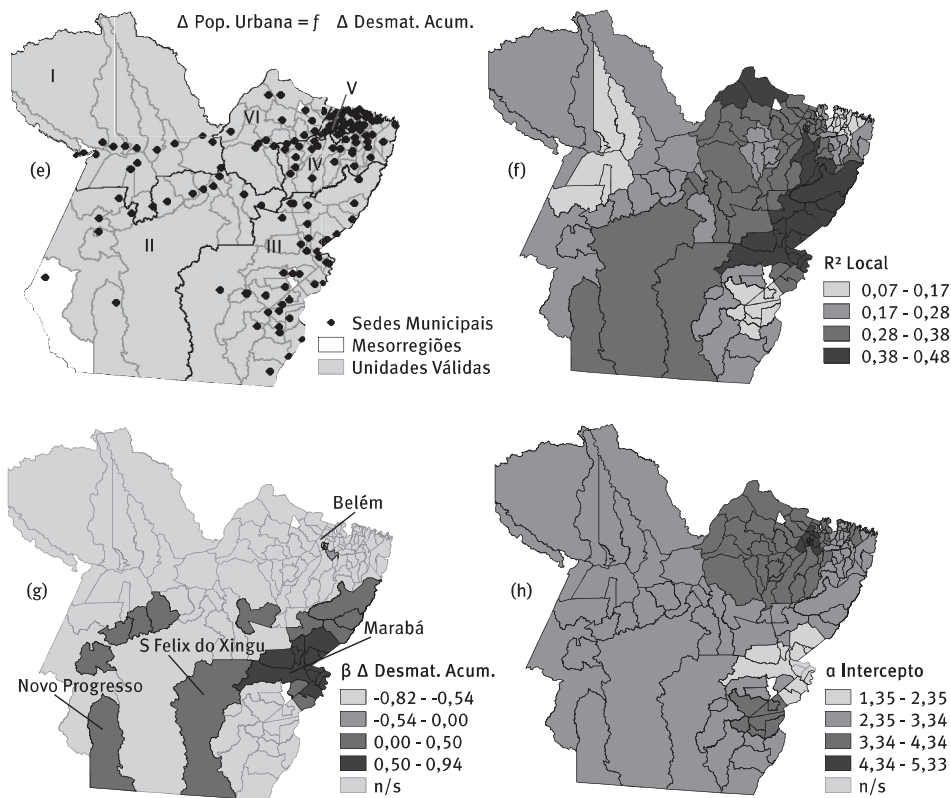 Δ Pop. Urbana = ƒ Δ Desmat. Acum.
(e)
I
II
III
IV
V
VI
Sedes Municipais
Mesorregiões
Unidades Válidas
(f)
R² Local
0,07 - 0,17
0,17 - 0,28
0,28 - 0,38
0,38 - 0,48
(g)
Belém
Marabá
S Felix do Xingu
Novo Progresso
β Δ Desmat. Acum.
-0,82 - -0,54
-0,54 - 0,00
0,00 - 0,50
0,50 - 0,94
n/s
(h)
α Intercepto
1,35 - 2,35
2,35 - 3,34
3,34 - 4,34
4,34 - 5,33
n/s